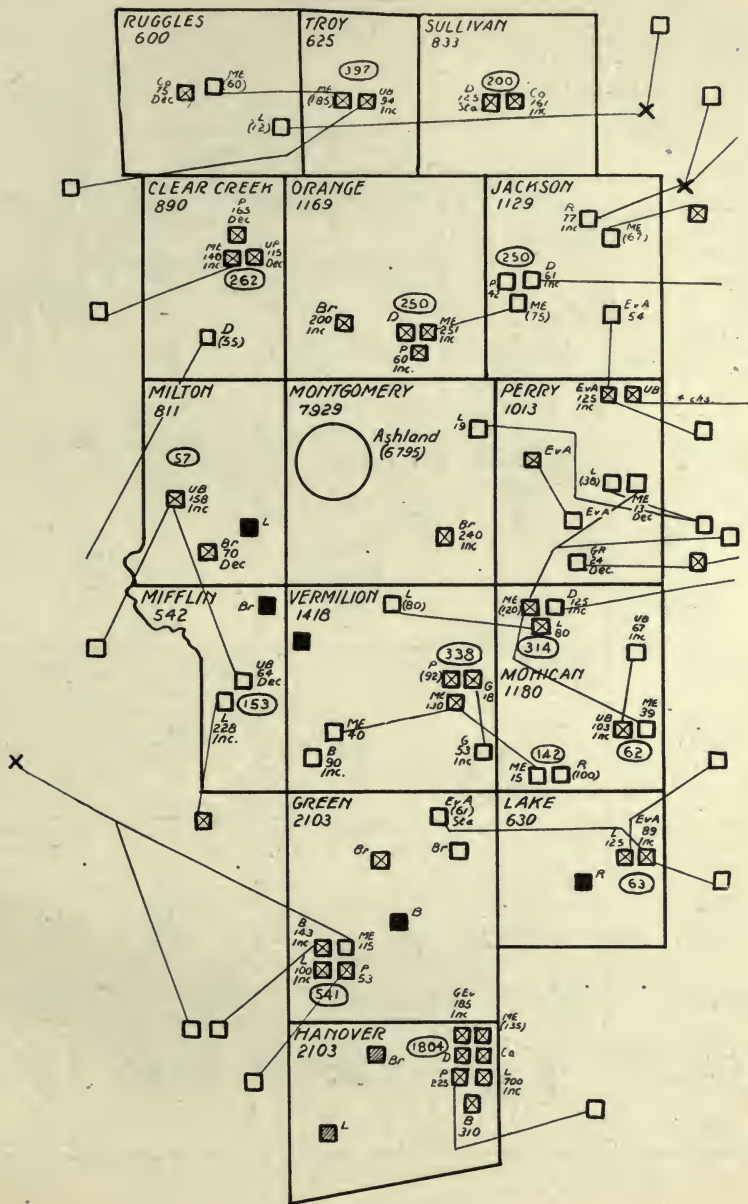 RUGGLES
600
Co
75
Dec
ME
(60)
L
(12)
TROY
625
397
ME
(185)
UB
94
Inc
SULLIVAN
833
200
D
125
Sta
Co
161
Inc
CLEAR CREEK
890
P
165
Dec
ME
140
Inc
UP
115
Dec
262
D
(55)
ORANGE
1169
Br
200
Inc
250
D
ME
251
Inc
P
60
Inc.
JACKSON
1129
R
77
Inc
ME
(67)
250
P
42
D
61
Inc
ME
(75)
EvA
54
MILTON
811
57
UB
158
Inc
L
Br
70
Dec
MONTGOMERY
7929
Ashland
(6795)
L
19
Br
240
Inc
PERRY
1013
EvA
125
Inc
UB
4 chs.
EvA
L
(38)
ME
13
Dec
EvA
GR
24
Dec.
MIFFLIN
542
Br
UB
64
Dec
L
228
Inc.
153
VERMILION
1418
L
(80)
338
P
(92)
G
18
ME
130
ME
40
B
90
Inc.
G
53
Inc
ME
(120)
D
125
Inc
L
80
314
MOHICAN
1180
UB
67
Inc
UB
103
Inc
ME
39
62
142
ME
15
R
(100)
GREEN
2103
EvA
(61)
Sta
Br
Br
B
B
143
Inc
ME
115
L
100
Inc
P
53
541
LAKE
630
L
125
EvA
89
Inc
R
63
HANOVER
2103
1804
GEv
185
Inc
ME
(135)
D
Ca
P
225
L
700
Inc
B
310
Br
L